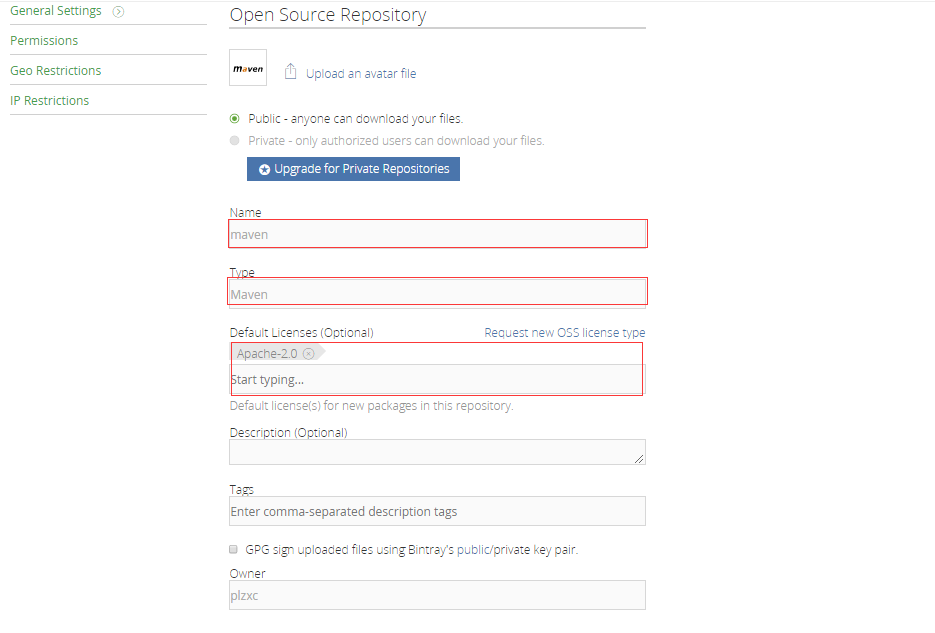 General Settings
Permissions
Geo Restrictions
IP Restrictions
Open Source Repository
maven
Upload an avatar file
Public - anyone can download your files.
Private - only authorized users can download your files.
Upgrade for Private Repositories
Name
maven
Type
Maven
Default Licenses (Optional) Request new OSS license type
Apache-2.0
Start typing...
Default license(s) for new packages in this repository.
Description (Optional)
Tags
Enter comma-separated description tags
GPG sign uploaded files using Bintray's public/private key pair.
Owner
plzxc